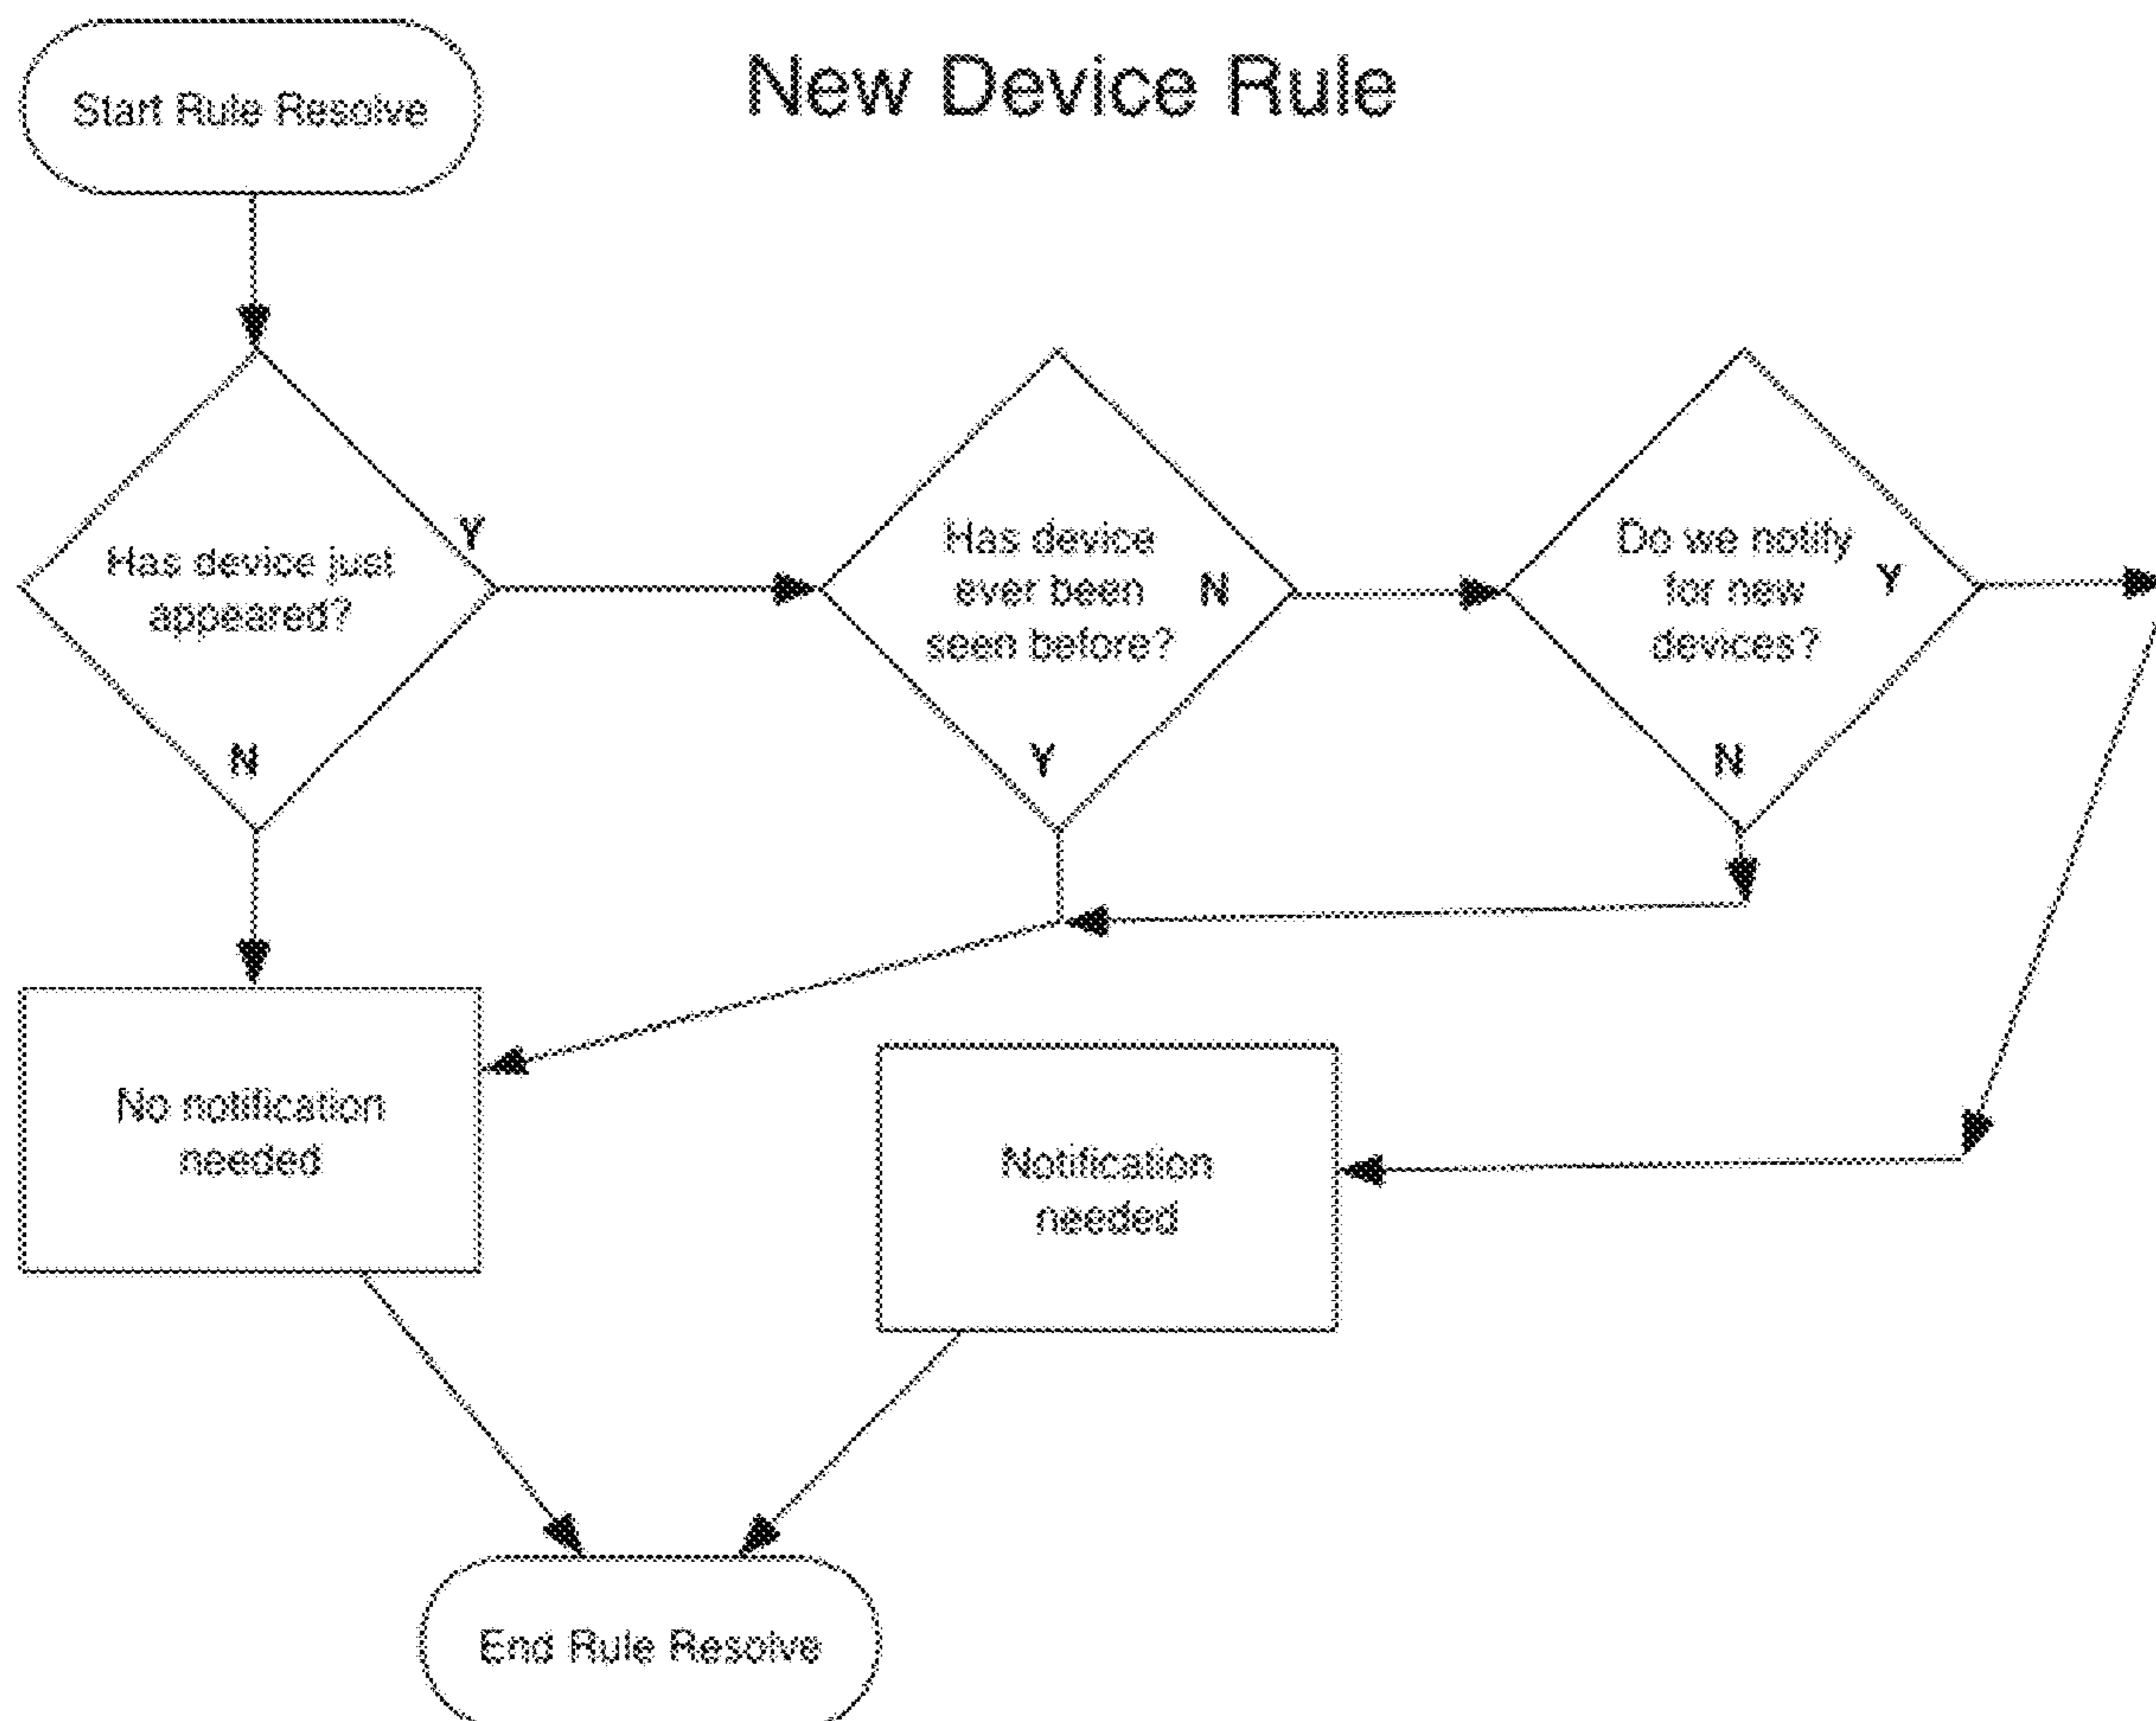 New Device Rule
Start Rule Resolve
Has device just
appeared?
Y
N
Has device
ever been
seen before?
N
Y
Do we notify
for new
devices?
Y
N
No notification
needed
Notification
needed
End Rule Resolve